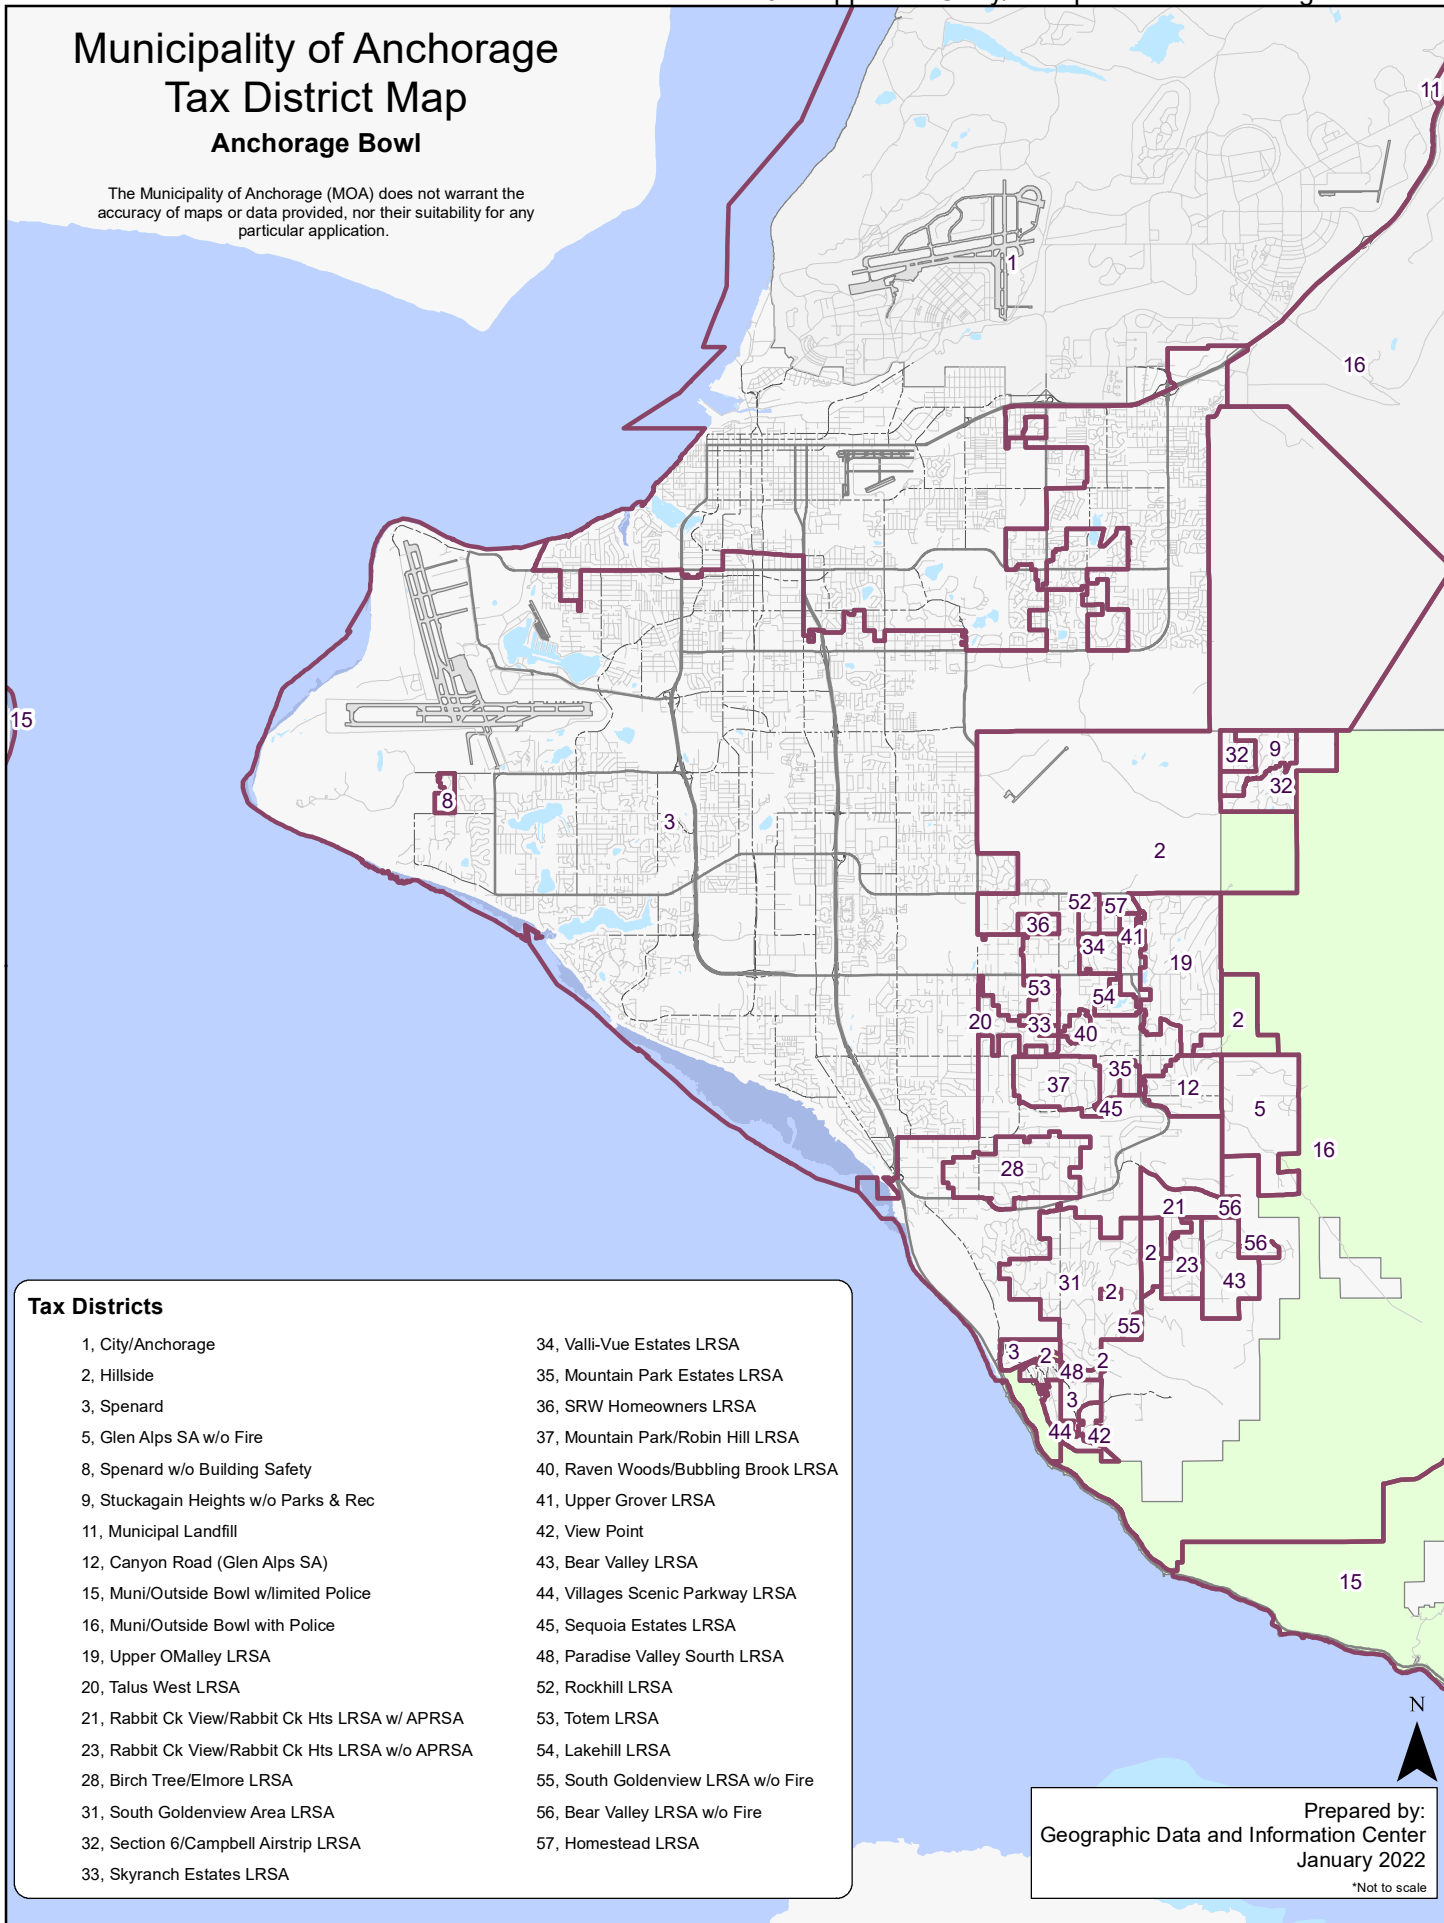 Municipality of Anchorage
Tax District Map
Anchorage Bowl
The Municipality of Anchorage (MOA) does not warrant the
accuracy of maps or data provided, nor their suitability for any
particular application.
11
1
16
15
32
9
32
8
3
2
52
57
36
41
34
19
53
54
20
33
40
2
35
37
12
45
5
16
28
21
56
2
56
23
31
43
2
55
3
2
2
48
3
44
42
15
Tax Districts
1, City/Anchorage
2, Hillside
3, Spenard
5, Glen Alps SA w/o Fire
8, Spenard w/o Building Safety
9, Stuckagain Heights w/o Parks & Rec
11, Municipal Landfill
12, Canyon Road (Glen Alps SA)
15, Muni/Outside Bowl w/limited Police
16, Muni/Outside Bowl with Police
19, Upper OMalley LRSA
20, Talus West LRSA
21, Rabbit Ck View/Rabbit Ck Hts LRSA w/ APRSA
23, Rabbit Ck View/Rabbit Ck Hts LRSA w/o APRSA
28, Birch Tree/Elmore LRSA
31, South Goldenview Area LRSA
32, Section 6/Campbell Airstrip LRSA
33, Skyranch Estates LRSA
34, Valli-Vue Estates LRSA
35, Mountain Park Estates LRSA
36, SRW Homeowners LRSA
37, Mountain Park/Robin Hill LRSA
40, Raven Woods/Bubbling Brook LRSA
41, Upper Grover LRSA
42, View Point
43, Bear Valley LRSA
44, Villages Scenic Parkway LRSA
45, Sequoia Estates LRSA
48, Paradise Valley Sourth LRSA
52, Rockhill LRSA
53, Totem LRSA
54, Lakehill LRSA
55, South Goldenview LRSA w/o Fire
56, Bear Valley LRSA w/o Fire
57, Homestead LRSA
N
Prepared by:
Geographic Data and Information Center
January 2022
*Not to scale